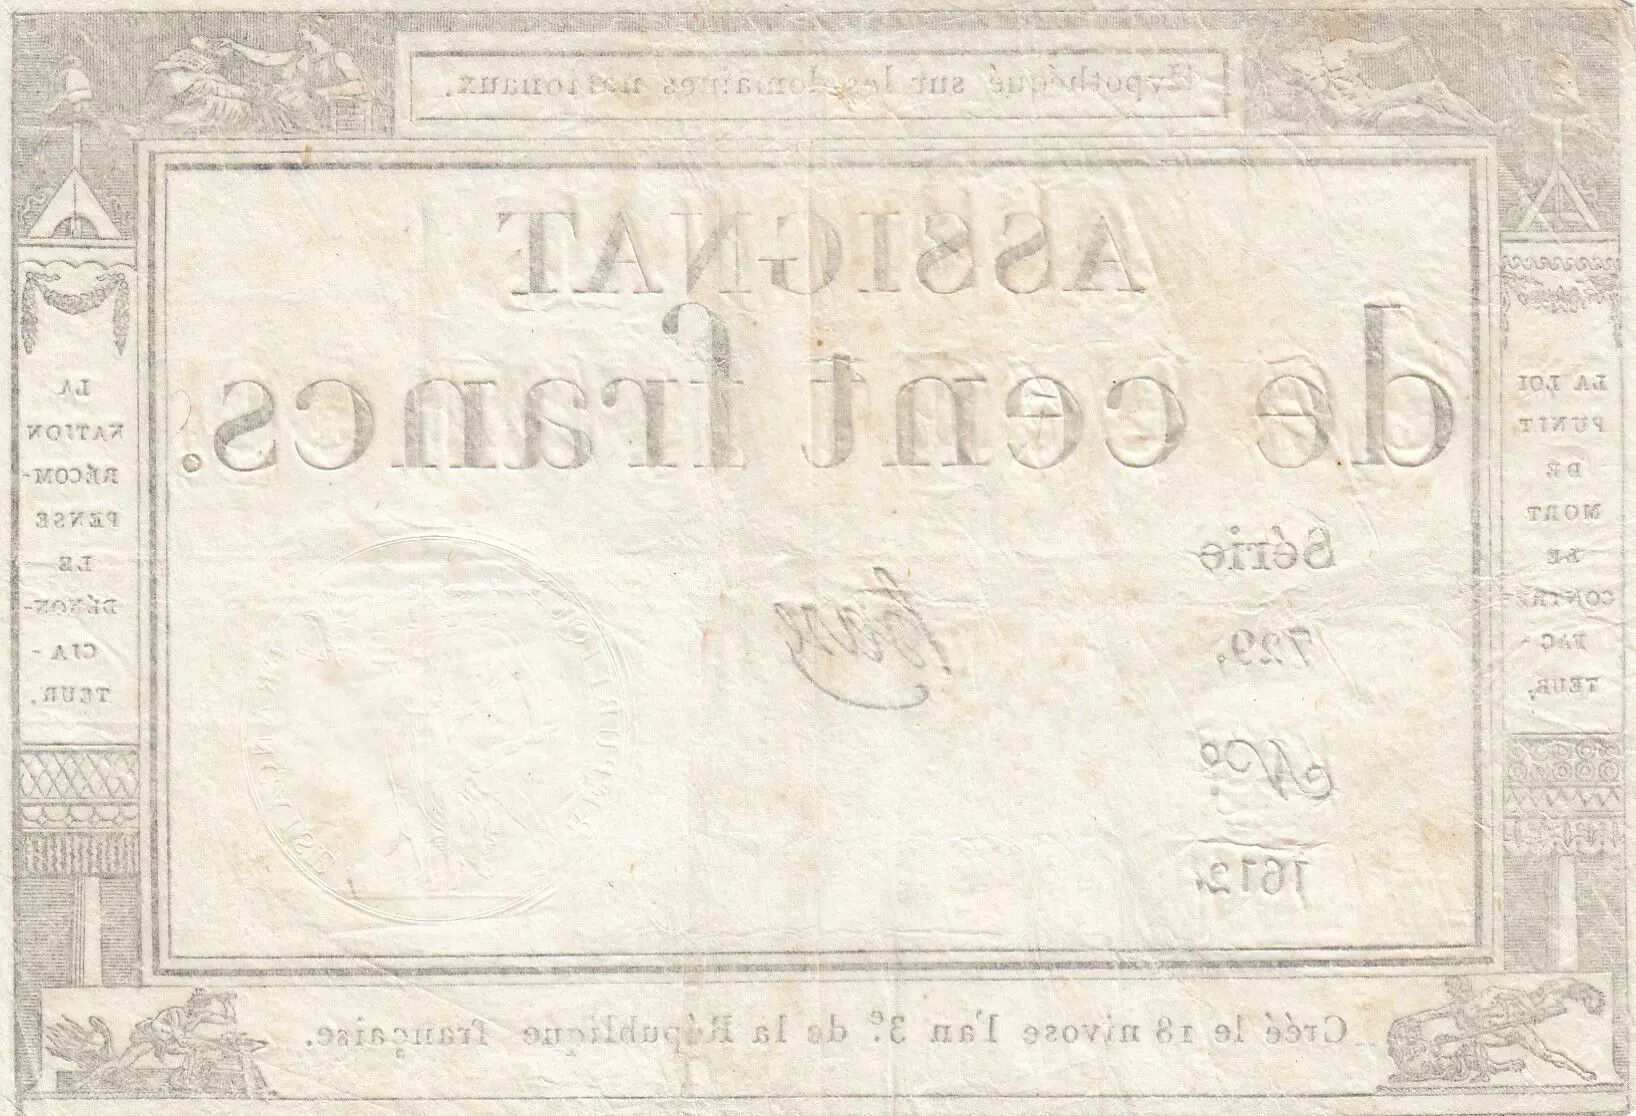 Hypothéqué sur les domaines nationaux.
ASSIGNAT
de cent francs.
Série
729.
N.º
1612.
LA LOI
PUNIT
DE
MORT
LE
CONTRE-
FAC-
TEUR.
LA
NATION
RÉCOM-
PENSE
LE
DÉNON-
CIA-
TEUR.
Créé le 18 nivose l'an 3.e de la République française.